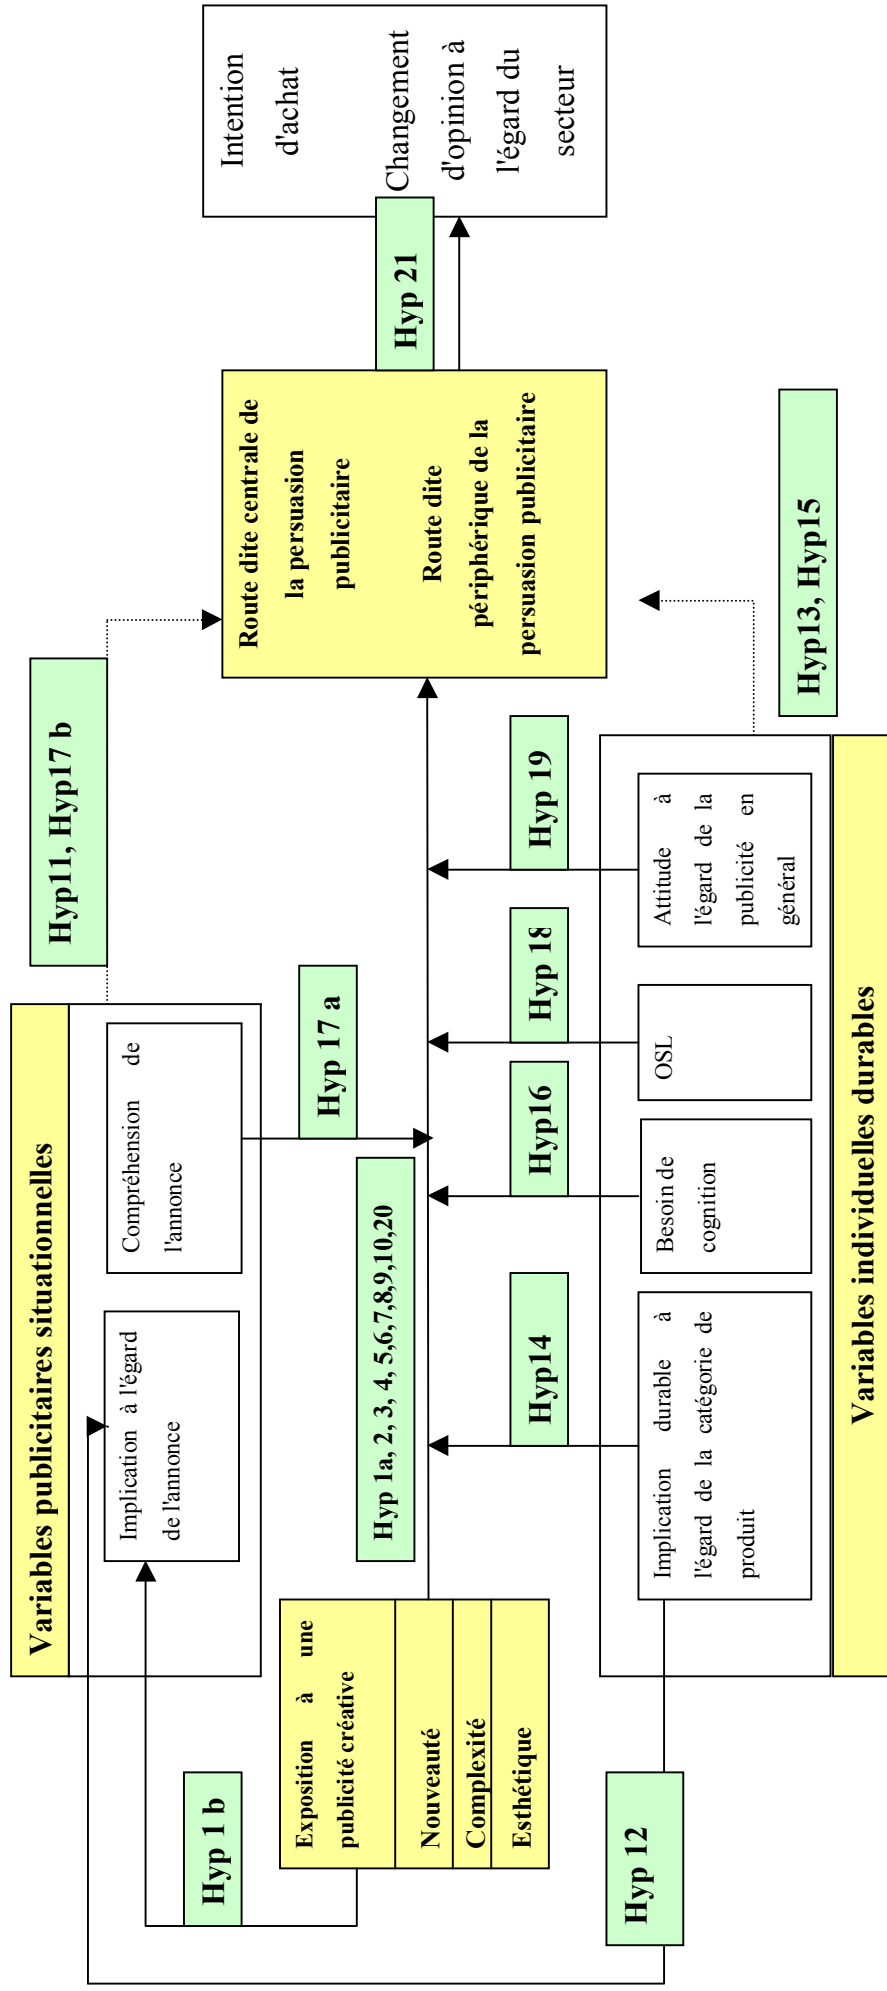 Variables publicitaires situationnelles
Implication à l'égard
de l'annonce
Compréhension de
l'annonce
Hyp11, Hyp17 b
Hyp 1 b
Hyp 17 a
Exposition à une
publicité créative
Nouveauté
Complexité
Esthétique
Hyp 1a, 2, 3, 4, 5,6,7,8,9,10,20
Route dite centrale de
la persuasion
publicitaire
Route dite
périphérique de la
persuasion publicitaire
Hyp 21
Intention
d'achat
Changement
d'opinion à
l'égard du
secteur
Hyp14
Hyp16
Hyp 18
Hyp 19
Hyp 12
Implication durable à
l'égard de la catégorie de
produit
Besoin de
cognition
OSL
Attitude à
l'égard de la
publicité en
général
Hyp13, Hyp15
Variables individuelles durables